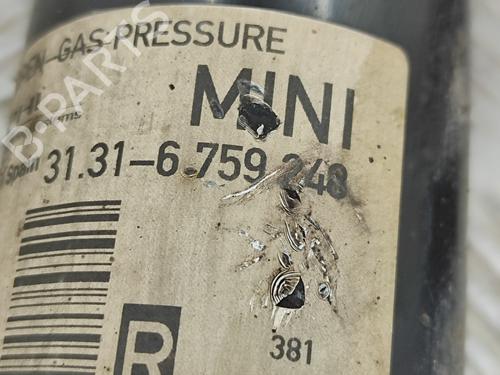 GAS PRESSURE
MINI
31.31-6 759 248
R
381
B-PARTS